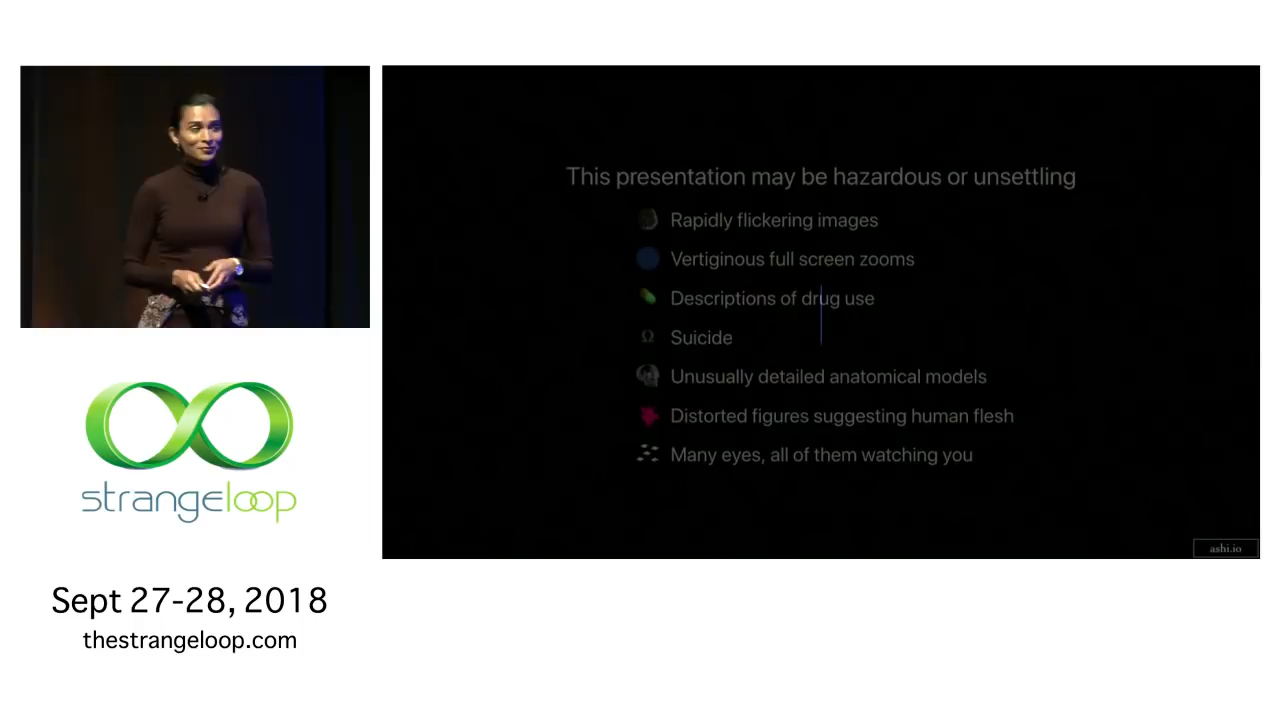 This presentation may be hazardous or unsettling
Rapidly flickering images
Vertiginous full screen zooms
Descriptions of drug use
Suicide
Unusually detailed anatomical models
Distorted figures suggesting human flesh
Many eyes, all of them watching you
ashi.io
strangeloop
Sept 27-28, 2018
thestrangeloop.com